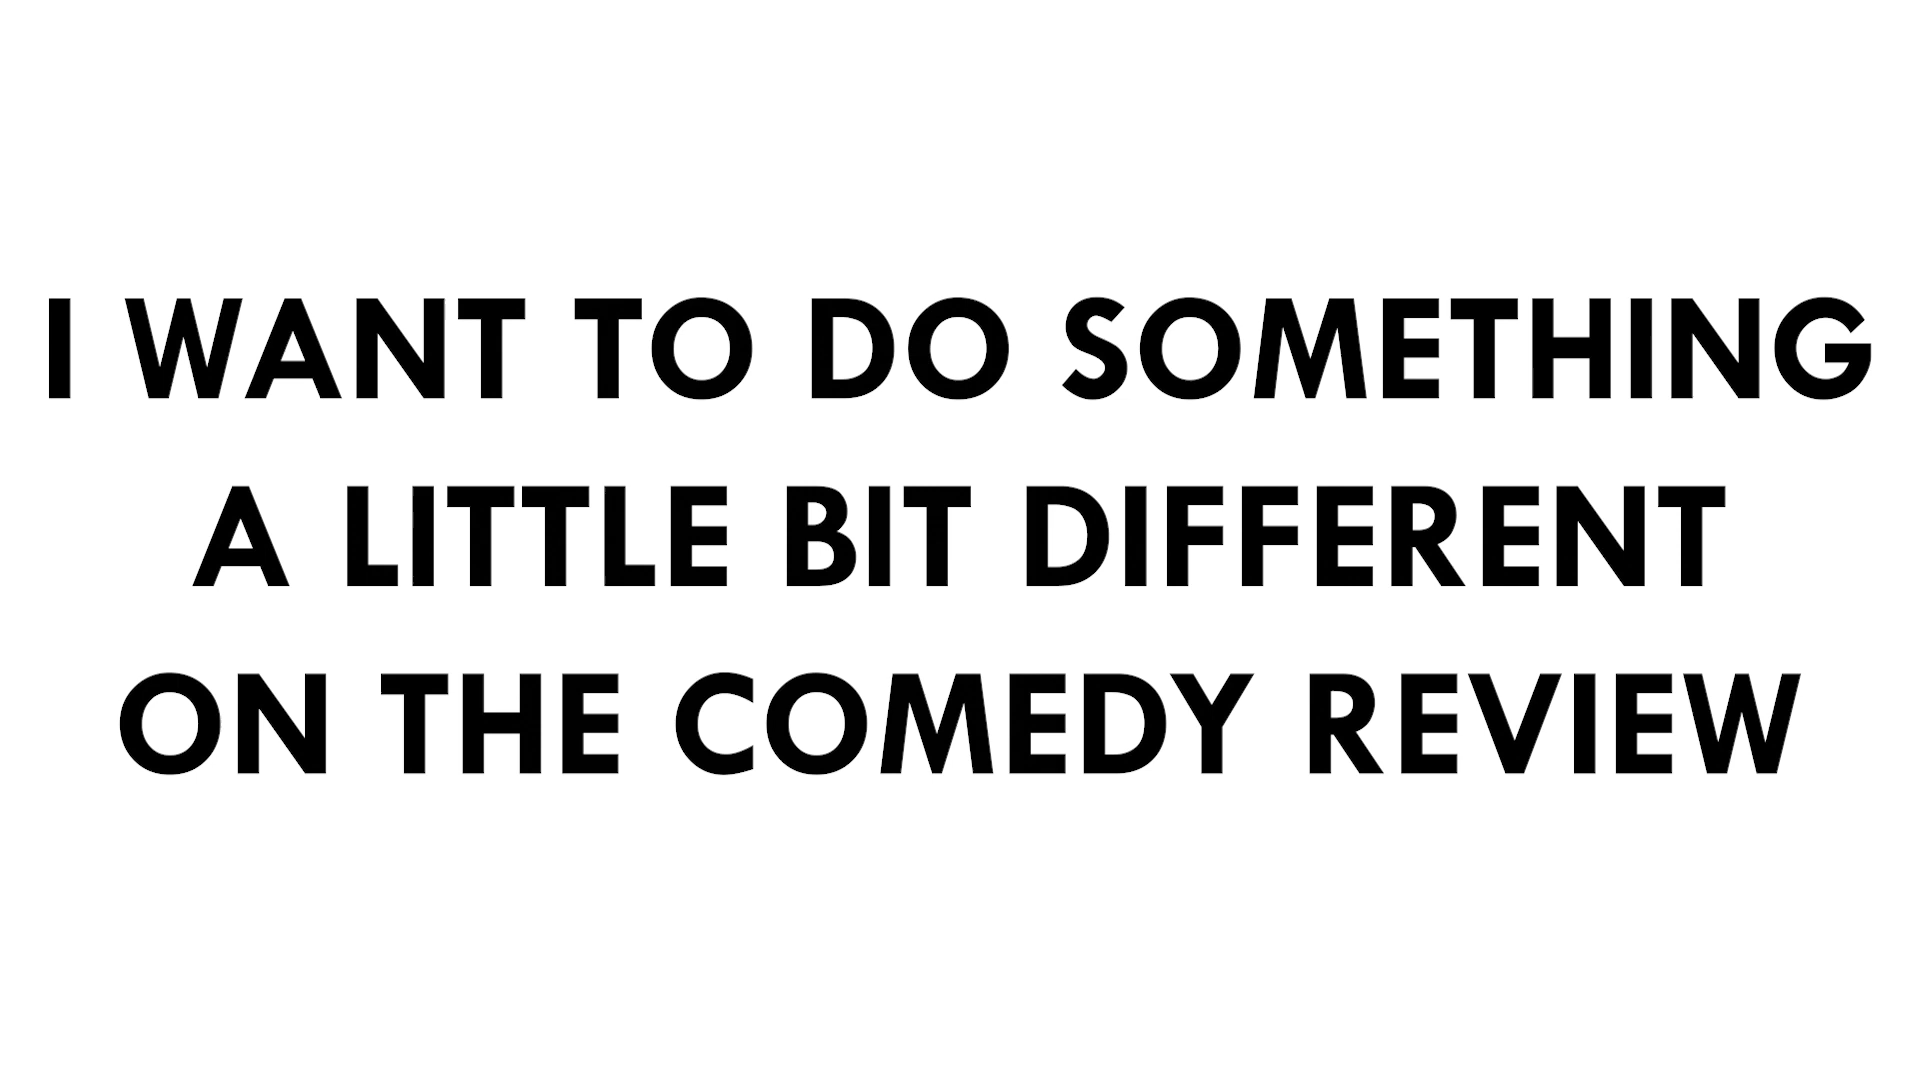 I WANT TO DO SOMETHING
A LITTLE BIT DIFFERENT
ON THE COMEDY REVIEW